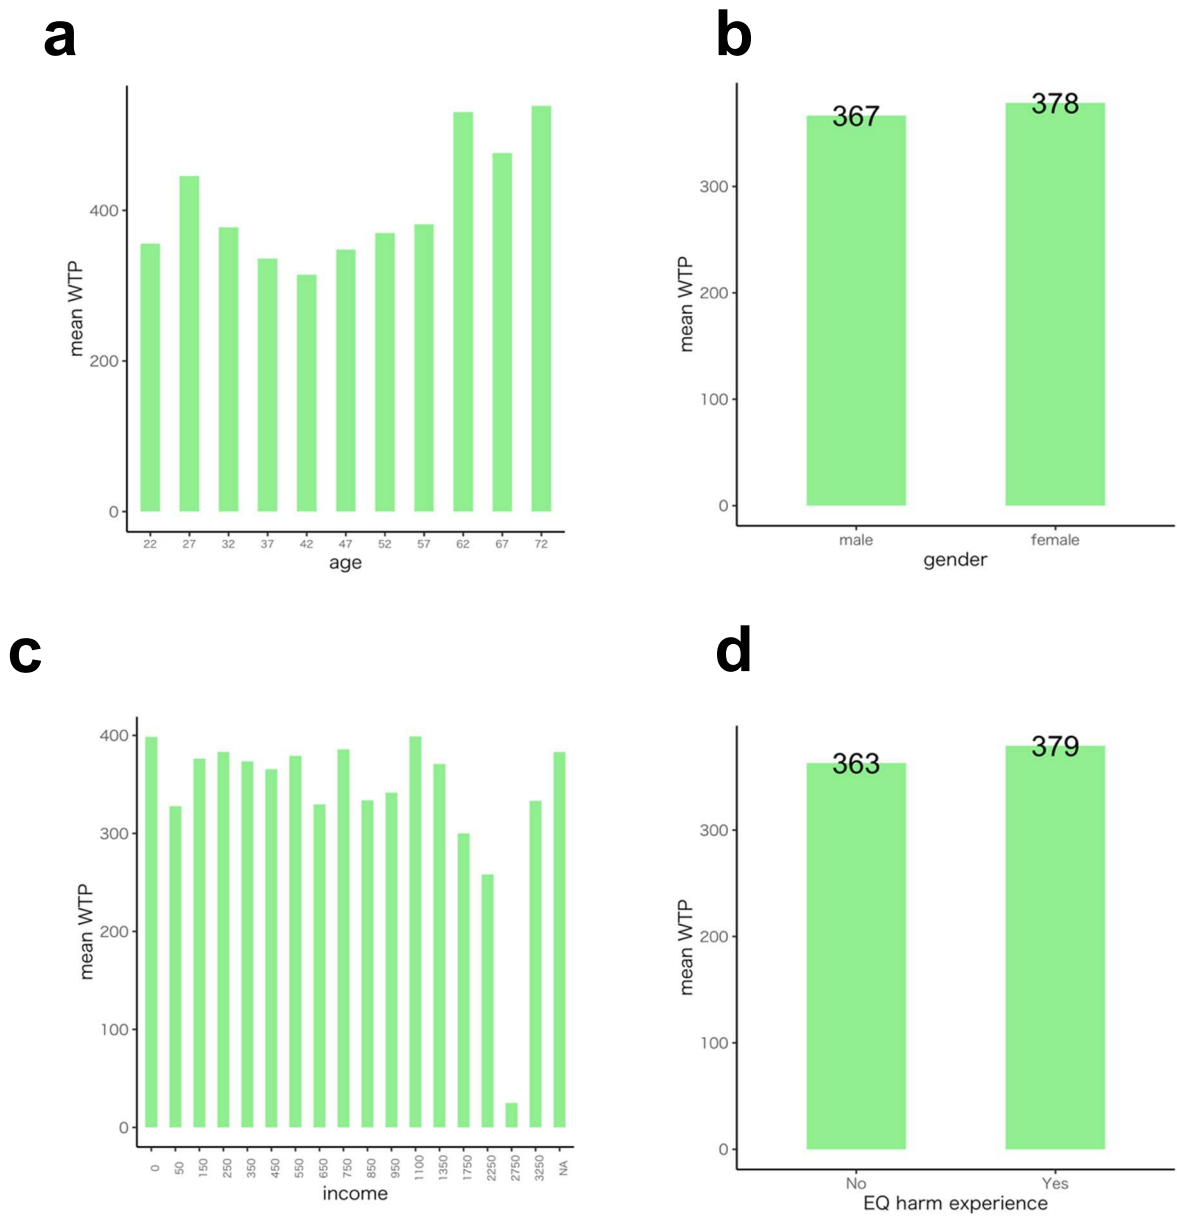 a
mean WTP
400
200
0
22 27 32 37 42 47 52 57 62 67 72
age
b
mean WTP
300
200
100
0
367
378
male female
gender
c
mean WTP
400
300
200
100
0
0 50 150 250 350 450 550 650 750 850 950 1100 1350 1750 2250 2750 3250 NA
income
d
mean WTP
300
200
100
0
363
379
No Yes
EQ harm experience